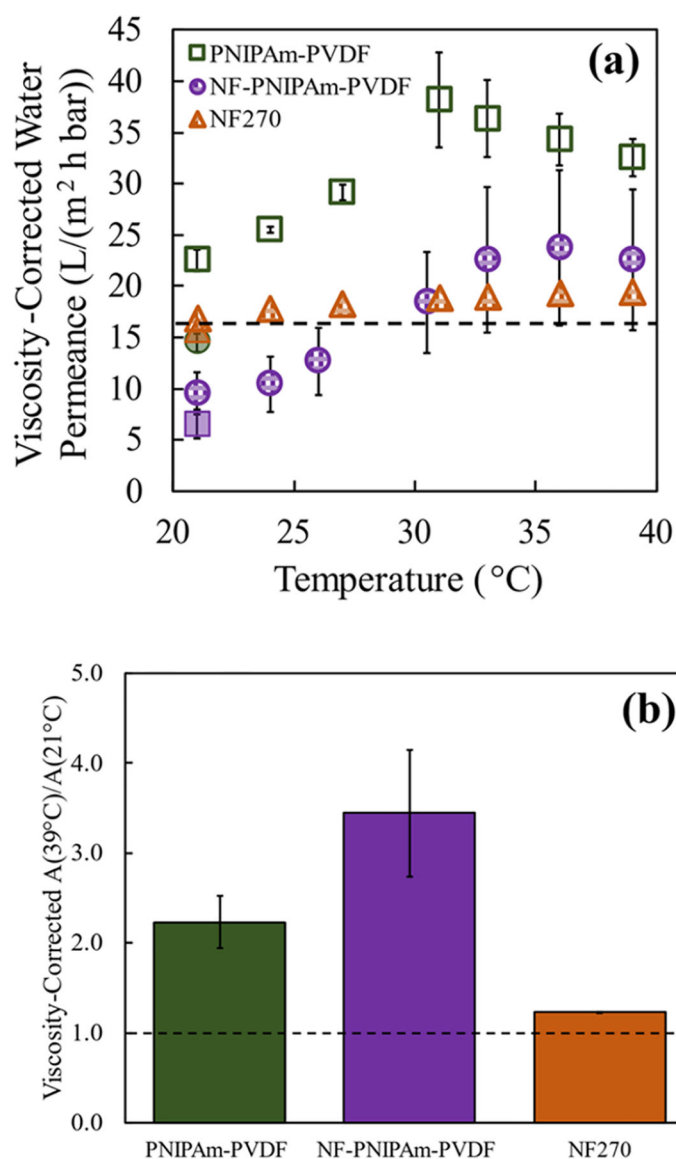 (a)
PNIPAm-PVDF
NF-PNIPAm-PVDF
NF270
Viscosity-Corrected Water
Permeance (L/(m² h bar))
45
40
35
30
25
20
15
10
5
0
20 25 30 35 40
Temperature (°C)
(b)
Viscosity-Corrected A(39°C)/A(21°C)
5.0
4.0
3.0
2.0
1.0
0.0
PNIPAm-PVDF NF-PNIPAm-PVDF NF270